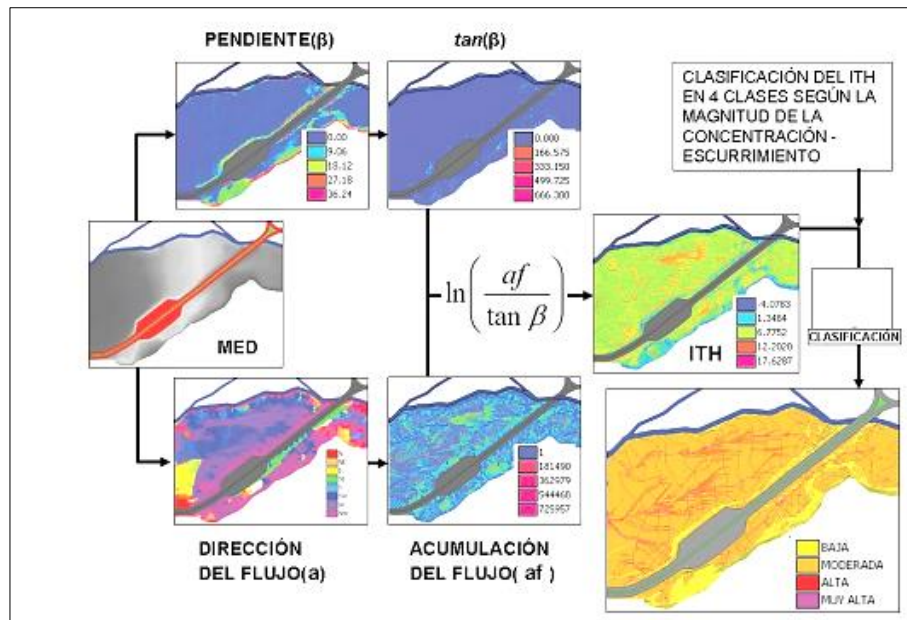 PENDIENTE(β)
tan(β)
0.00
9.06
18.12
27.18
36.24
0.000
166.575
333.150
499.725
666.300
CLASIFICACIÓN DEL ITH
EN 4 CLASES SEGÚN LA
MAGNITUD DE LA
CONCENTRACIÓN -
ESCURRIMIENTO
MED
ln(af / tan β)
ITH
-4.0783
1.3484
6.7752
12.2020
17.6287
CLASIFICACIÓN
DIRECCIÓN
DEL FLUJO(a)
1
181490
362979
544468
725957
ACUMULACIÓN
DEL FLUJO( af )
BAJA
MODERADA
ALTA
MUY ALTA